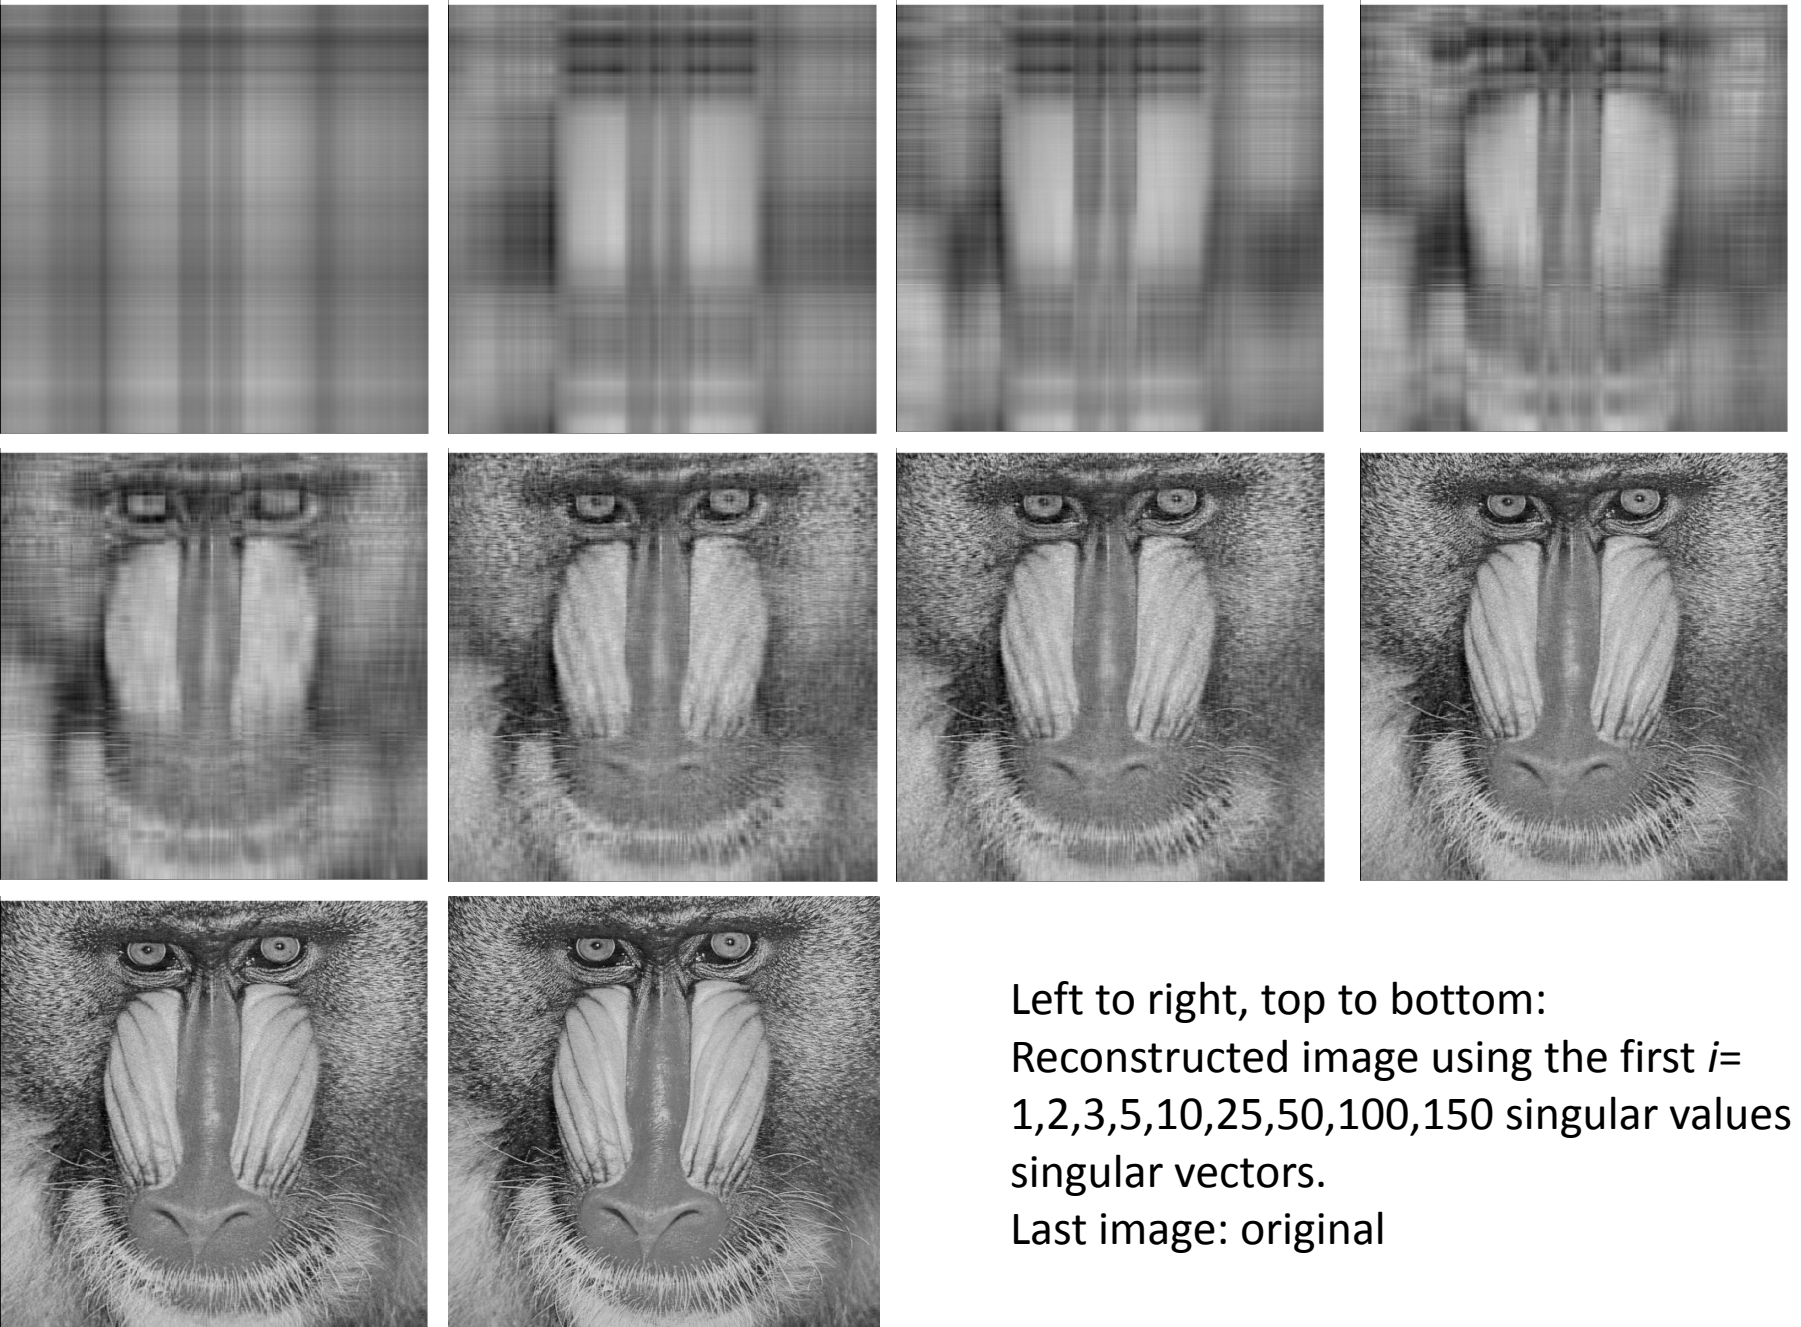 Left to right, top to bottom:
Reconstructed image using the first i=
1,2,3,5,10,25,50,100,150 singular values
singular vectors.
Last image: original